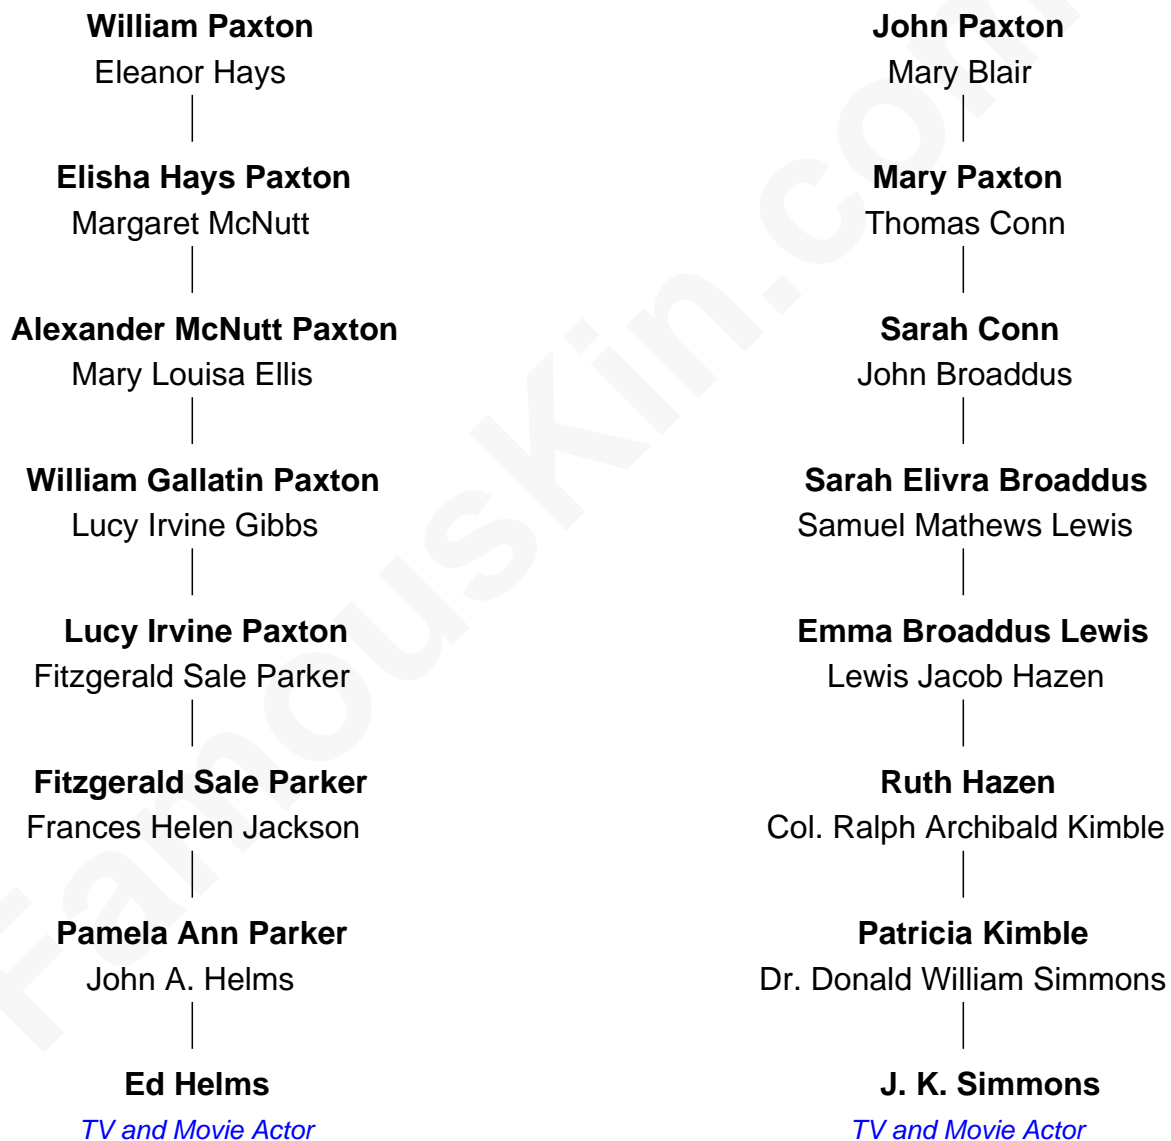 William Paxton
Eleanor Hays
Elisha Hays Paxton
Margaret McNutt
Alexander McNutt Paxton
Mary Louisa Ellis
William Gallatin Paxton
Lucy Irvine Gibbs
Lucy Irvine Paxton
Fitzgerald Sale Parker
Fitzgerald Sale Parker
Frances Helen Jackson
Pamela Ann Parker
John A. Helms
Ed Helms
TV and Movie Actor
John Paxton
Mary Blair
Mary Paxton
Thomas Conn
Sarah Conn
John Broaddus
Sarah Elivra Broaddus
Samuel Mathews Lewis
Emma Broaddus Lewis
Lewis Jacob Hazen
Ruth Hazen
Col. Ralph Archibald Kimble
Patricia Kimble
Dr. Donald William Simmons
J. K. Simmons
TV and Movie Actor
FamousKin.com